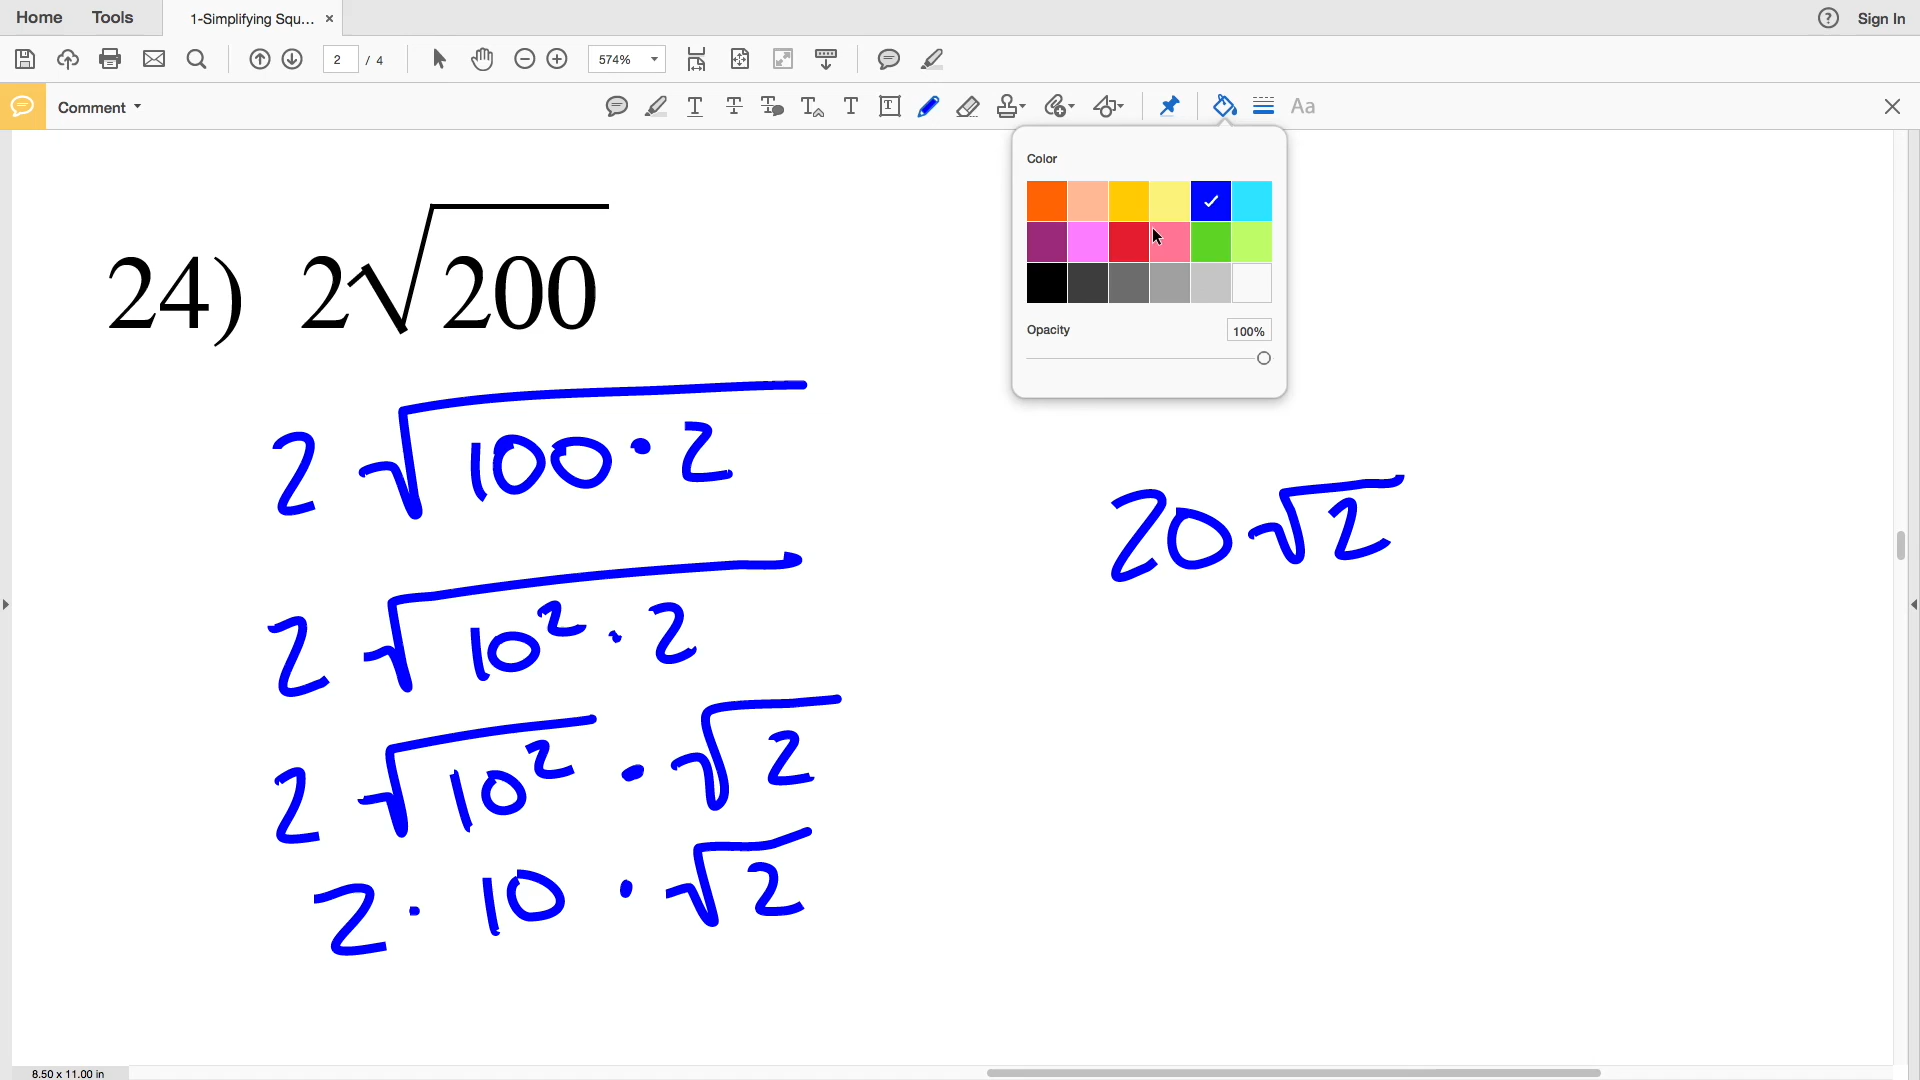 Home Tools 1-Simplifying Squ... × ? Sign In
2 / 4 574%
Comment T T T T T T Aa
Color
24) 2√200
Opacity 100%
2√100·2
20√2
2√10²·2
2√10² · √2
2 · 10 · √2
8.50 x 11.00 in